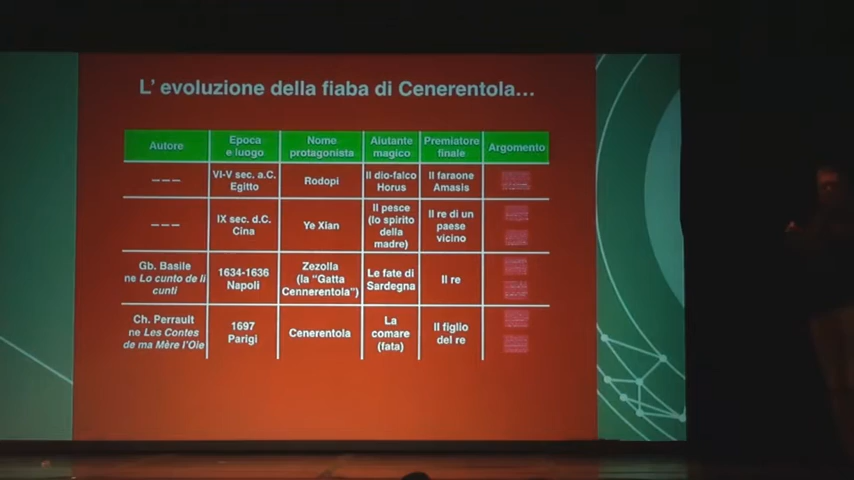 L' evoluzione della fiaba di Cenerentola...
Autore
Epoca
e luogo
Nome
protagonista
Aiutante
magico
Premiatore
finale
Argomento
---
VI-V sec. a.C.
Egitto
Rodopi
Il dio-falco
Horus
Il faraone
Amasis
---
IX sec. d.C.
Cina
Ye Xian
Il pesce
(lo spirito
della
madre)
Il re di un
paese
vicino
Gb. Basile
ne Lo cunto de li
cunti
1634-1636
Napoli
Zezolla
(la "Gatta
Cennerentola")
Le fate di
Sardegna
Il re
Ch. Perrault
ne Les Contes
de ma Mère l'Oie
1697
Parigi
Cenerentola
La
comare
(fata)
Il figlio
del re